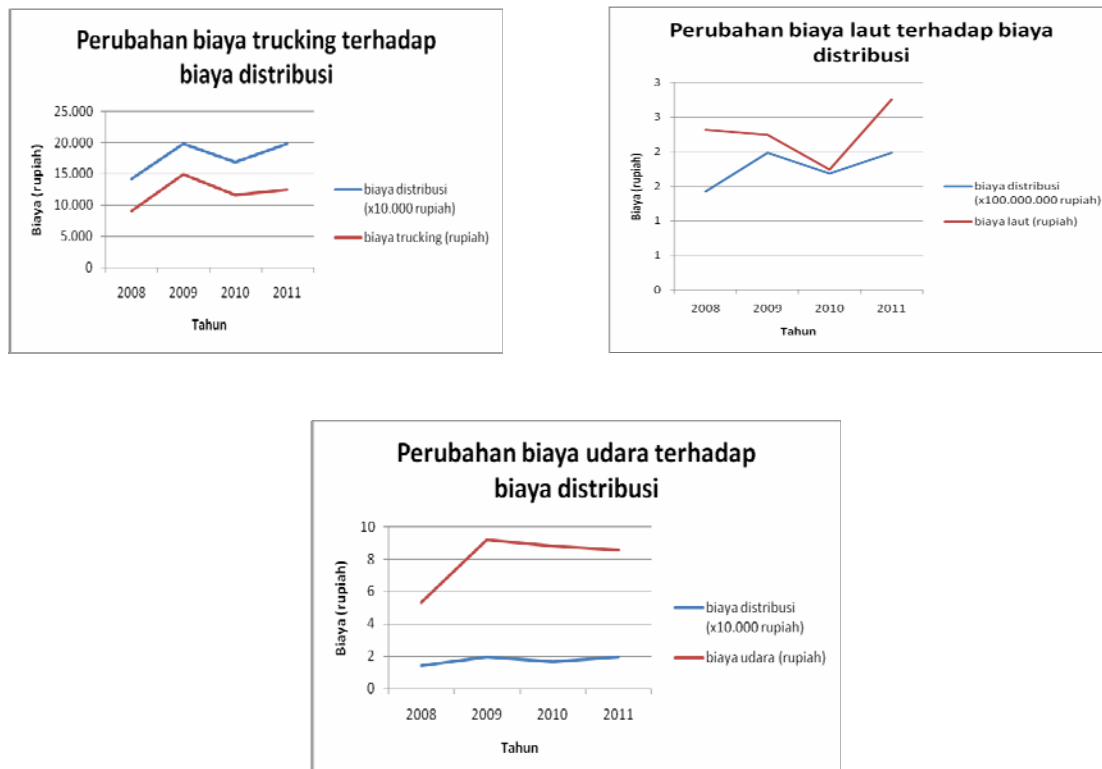 Perubahan biaya trucking terhadap
biaya distribusi
25.000
20.000
15.000
10.000
5.000
0
Biaya (rupiah)
2008 2009 2010 2011
Tahun
biaya distribusi
(x10.000 rupiah)
biaya trucking (rupiah)
Perubahan biaya laut terhadap biaya
distribusi
3
3
2
2
1
1
0
Biaya (rupiah)
2008 2009 2010 2011
Tahun
biaya distribusi
(x100.000.000 rupiah)
biaya laut (rupiah)
Perubahan biaya udara terhadap
biaya distribusi
10
8
6
4
2
0
Biaya (rupiah)
2008 2009 2010 2011
Tahun
biaya distribusi
(x10.000 rupiah)
biaya udara (rupiah)